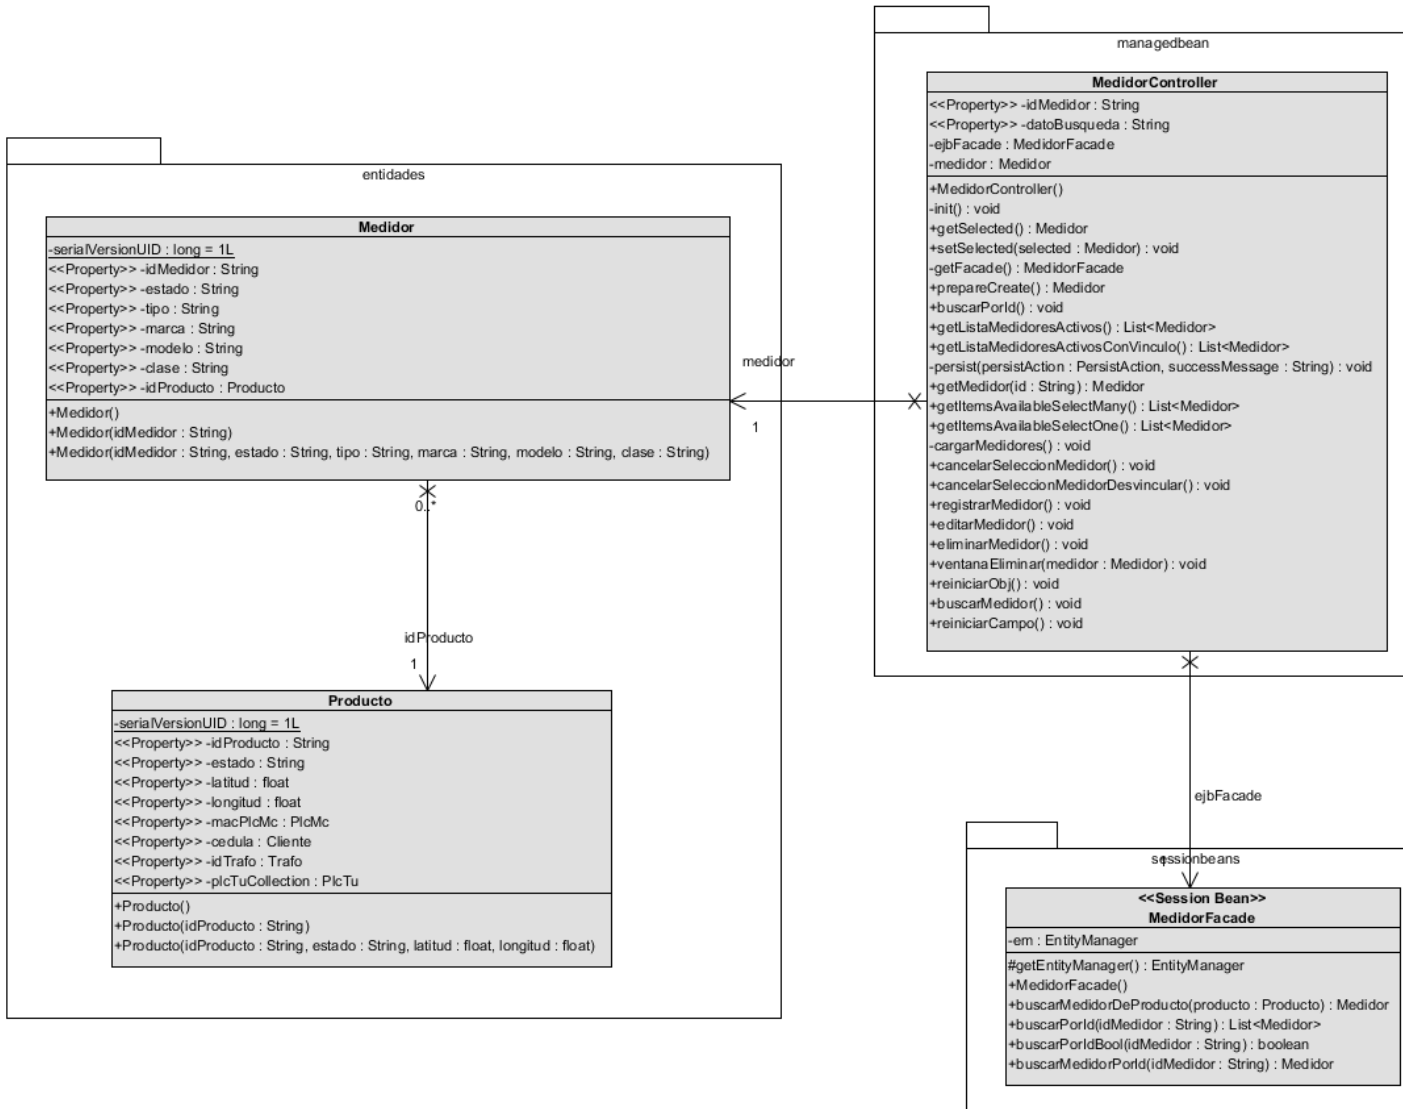 managedbean
MedidorController
<<Property>> -idMedidor : String
<<Property>> -datoBusqueda : String
-ejbFacade : MedidorFacade
-medidor : Medidor
+MedidorController()
-init() : void
+getSelected() : Medidor
+setSelected(selected : Medidor) : void
-getFacade() : MedidorFacade
+prepareCreate() : Medidor
+buscarPorId() : void
+getListaMedidoresActivos() : List<Medidor>
+getListaMedidoresActivosConVinculo() : List<Medidor>
-persist(persistAction : PersistAction, successMessage : String) : void
+getMedidor(id : String) : Medidor
+getItemsAvailableSelectMany() : List<Medidor>
+getItemsAvailableSelectOne() : List<Medidor>
-cargarMedidores() : void
+cancelarSeleccionMedidor() : void
+cancelarSeleccionMedidorDesvincular() : void
+registrarMedidor() : void
+editarMedidor() : void
+eliminarMedidor() : void
+ventanaEliminar(medidor : Medidor) : void
+reiniciarObj() : void
+buscarMedidor() : void
+reiniciarCampo() : void
entidades
Medidor
-serialVersionUID : long = 1L
<<Property>> -idMedidor : String
<<Property>> -estado : String
<<Property>> -tipo : String
<<Property>> -marca : String
<<Property>> -modelo : String
<<Property>> -clase : String
<<Property>> -idProducto : Producto
+Medidor()
+Medidor(idMedidor : String)
+Medidor(idMedidor : String, estado : String, tipo : String, marca : String, modelo : String, clase : String)
medidor
1
0..*
idProducto
1
Producto
-serialVersionUID : long = 1L
<<Property>> -idProducto : String
<<Property>> -estado : String
<<Property>> -latitud : float
<<Property>> -longitud : float
<<Property>> -macPlcMc : PlcMc
<<Property>> -cedula : Cliente
<<Property>> -idTrafo : Trafo
<<Property>> -plcTuCollection : PlcTu
+Producto()
+Producto(idProducto : String)
+Producto(idProducto : String, estado : String, latitud : float, longitud : float)
ejbFacade
sessionbeans
1
<<Session Bean>>
MedidorFacade
-em : EntityManager
#getEntityManager() : EntityManager
+MedidorFacade()
+buscarMedidorDeProducto(producto : Producto) : Medidor
+buscarPorId(idMedidor : String) : List<Medidor>
+buscarPorIdBool(idMedidor : String) : boolean
+buscarMedidorPorId(idMedidor : String) : Medidor